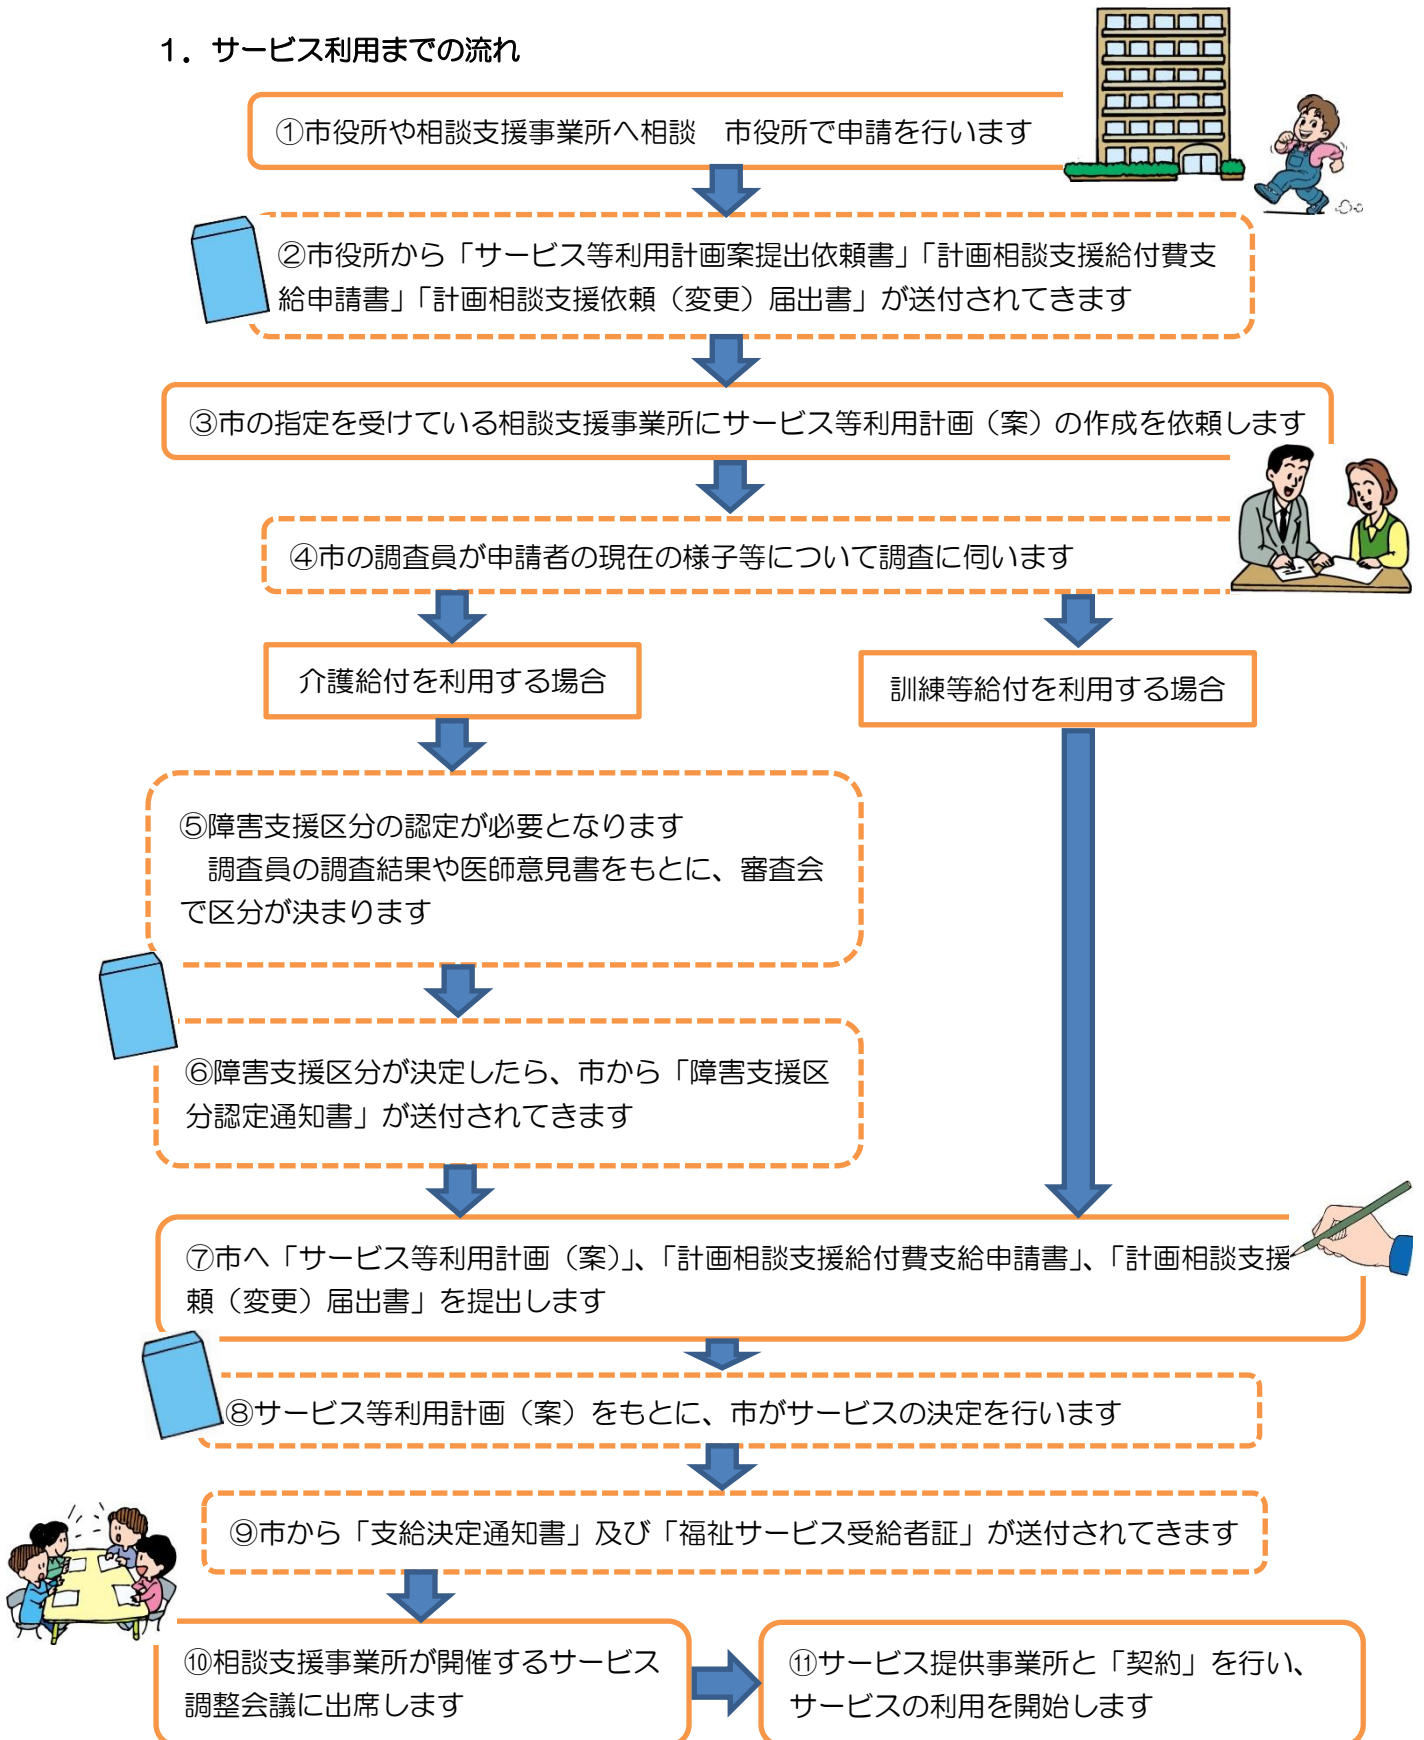 １．サービス利用までの流れ
①市役所や相談支援事業所へ相談　市役所で申請を行います
②市役所から「サービス等利用計画案提出依頼書」「計画相談支援給付費支
給申請書」「計画相談支援依頼（変更）届出書」が送付されてきます
③市の指定を受けている相談支援事業所にサービス等利用計画（案）の作成を依頼します
④市の調査員が申請者の現在の様子等について調査に伺います
介護給付を利用する場合
訓練等給付を利用する場合
⑤障害支援区分の認定が必要となります
　調査員の調査結果や医師意見書をもとに、審査会
で区分が決まります
⑥障害支援区分が決定したら、市から「障害支援区
分認定通知書」が送付されてきます
⑦市へ「サービス等利用計画（案）」、「計画相談支援給付費支給申請書」、「計画相談支援
頼（変更）届出書」を提出します
⑧サービス等利用計画（案）をもとに、市がサービスの決定を行います
⑨市から「支給決定通知書」及び「福祉サービス受給者証」が送付されてきます
⑩相談支援事業所が開催するサービス
調整会議に出席します
⑪サービス提供事業所と「契約」を行い、
サービスの利用を開始します